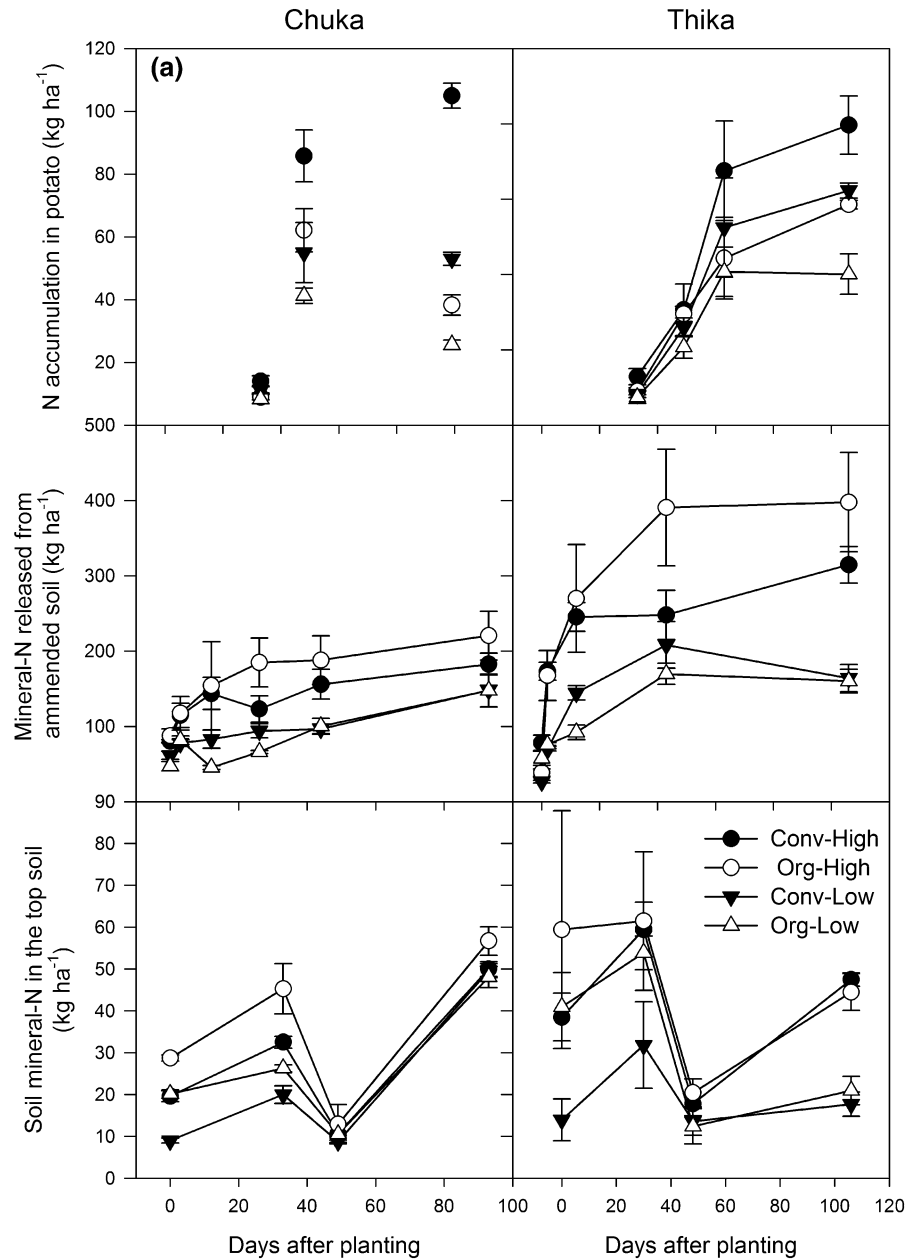 Chuka
Thika
(a)
N accumulation in potato (kg ha-1)
120
100
80
60
40
20
500
Mineral-N released from
ammended soil (kg ha-1)
400
300
200
100
90
Soil mineral-N in the top soil
(kg ha-1)
80
70
60
50
40
30
20
10
0
Conv-High
Org-High
Conv-Low
Org-Low
0 20 40 60 80 100
0 20 40 60 80 100 120
Days after planting
Days after planting